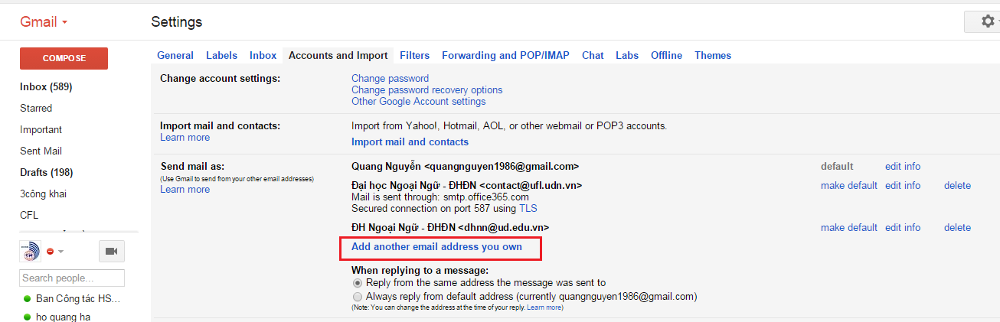 Gmail
Settings
COMPOSE
Inbox (589)
Starred
Important
Sent Mail
Drafts (198)
3công khai
CFL
Search people...
Ban Công tác HS...
ho quang ha
General Labels Inbox Accounts and Import Filters Forwarding and POP/IMAP Chat Labs Offline Themes
Change account settings:
Change password
Change password recovery options
Other Google Account settings
Import mail and contacts:
Learn more
Import from Yahoo!, Hotmail, AOL, or other webmail or POP3 accounts.
Import mail and contacts
Send mail as:
(Use Gmail to send from your other email addresses)
Learn more
Quang Nguyễn <quangnguyen1986@gmail.com> default edit info
Đại học Ngoại Ngữ - ĐHĐN <contact@ufl.udn.vn> make default edit info delete
Mail is sent through: smtp.office365.com
Secured connection on port 587 using TLS
ĐH Ngoại Ngữ - ĐHĐN <dhnn@ud.edu.vn> make default edit info delete
Add another email address you own
When replying to a message:
Reply from the same address the message was sent to
Always reply from default address (currently quangnguyen1986@gmail.com)
(Note: You can change the address at the time of your reply. Learn more)